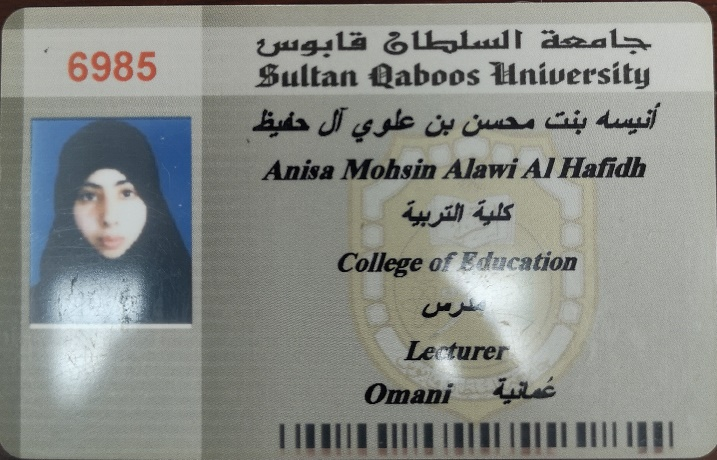 6985
جامعة السلطان قابوس
Sultan Qaboos University
أنيسه بنت محسن بن علوي آل حفيظ
Anisa Mohsin Alawi Al Hafidh
كلية التربية
College of Education
مدرس
Lecturer
Omani عُمانية